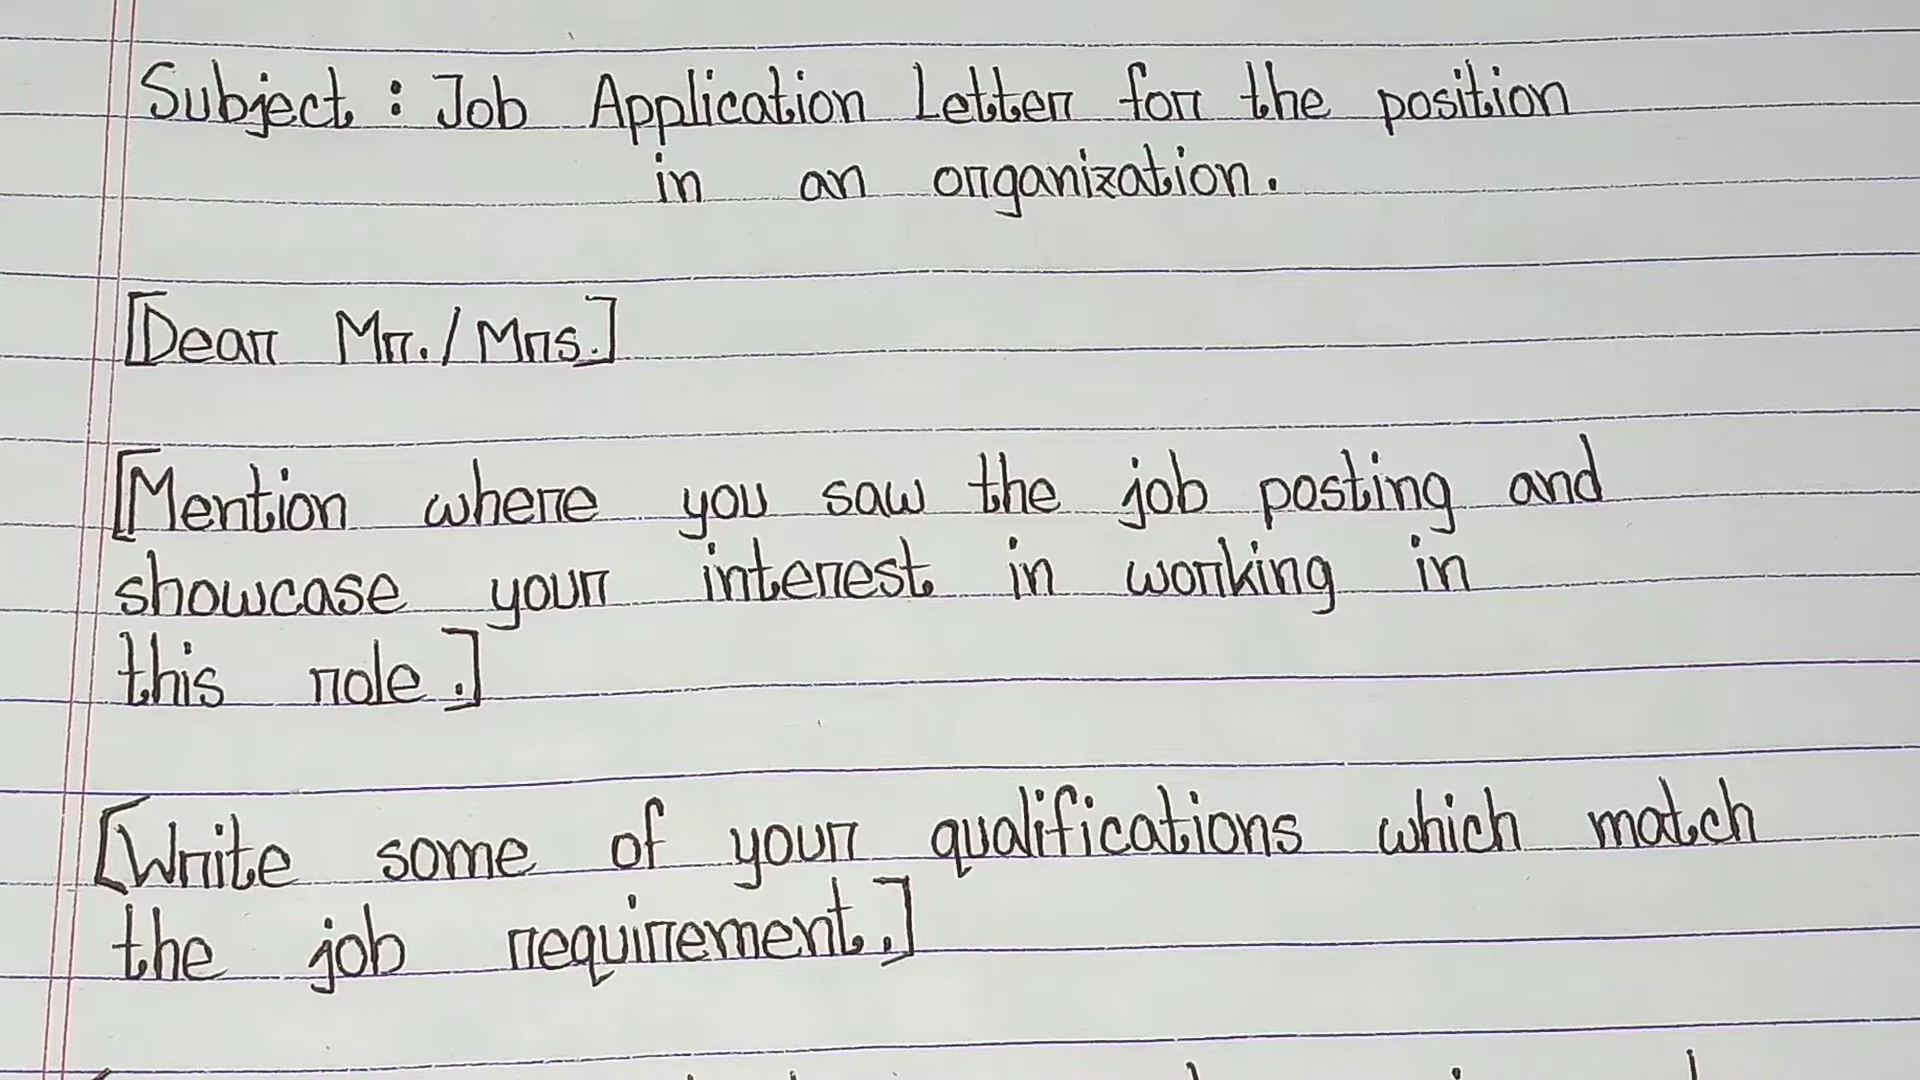 Subject : Job Application Letter for the position
in an organization.
[Dear Mr./Mrs.]
[Mention where you saw the job posting and
showcase your interest in working in
this role.]
[Write some of your qualifications which match
the job requirement.]